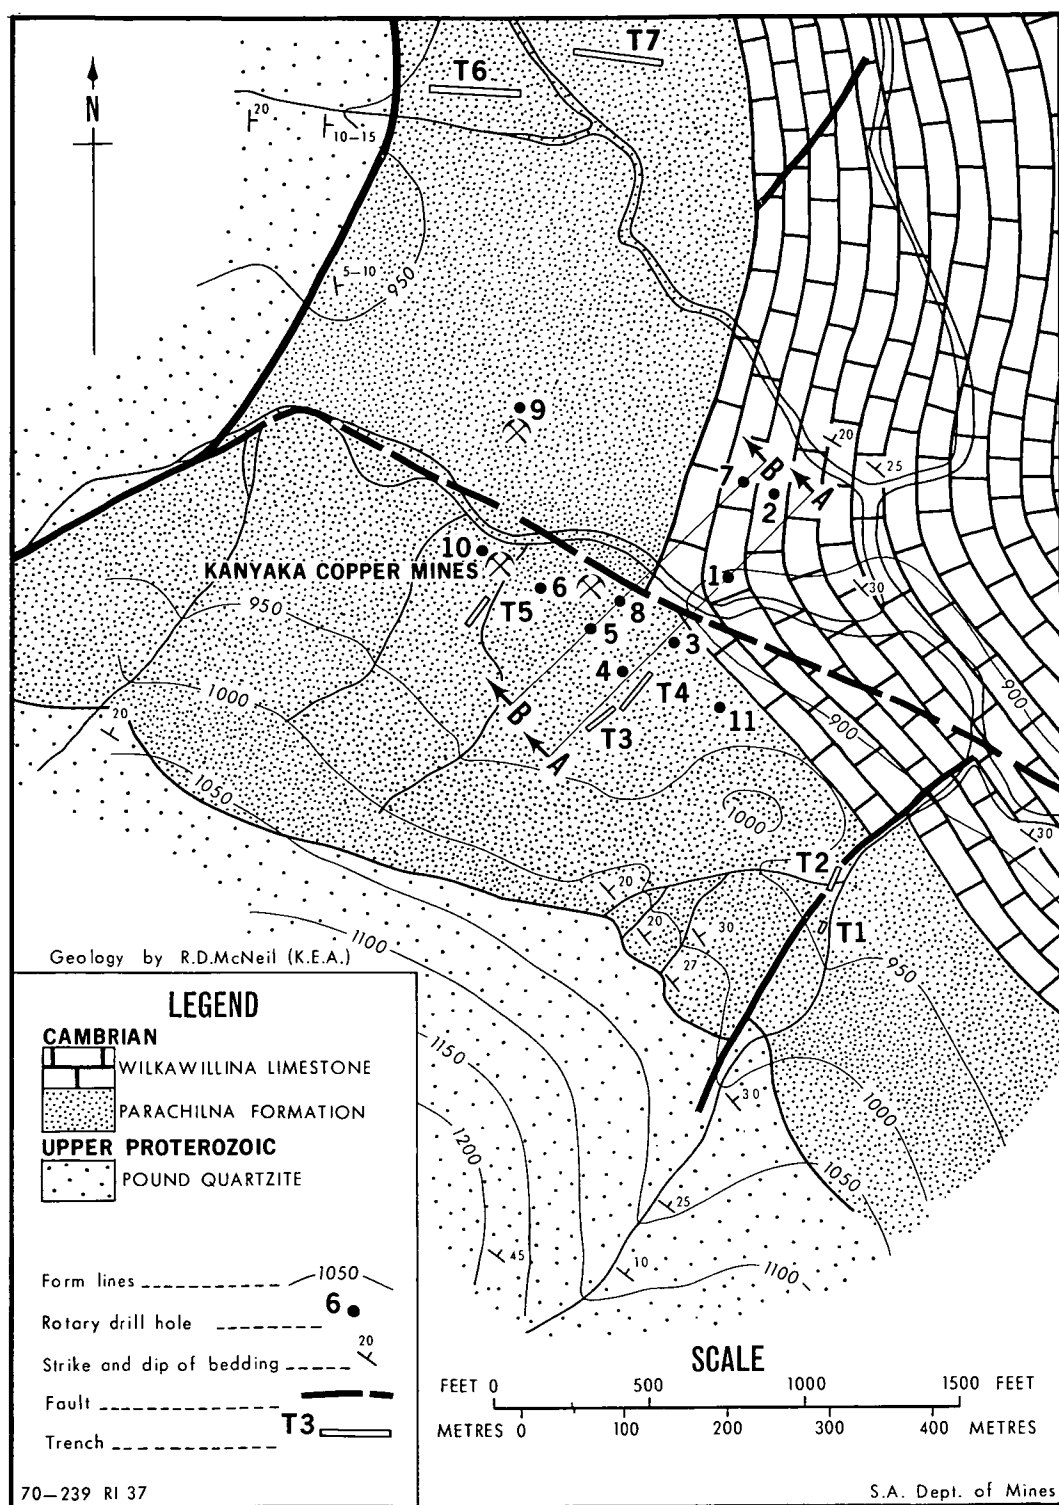 T7
T6
N
20
10–15
5–10
950
9
20
B
25
7
A
2
10
KANYAKA COPPER MINES
1
30
6
T5
8
950
5
3
4
T4
1000
900
900
B
11
T3
20
A
1050
1000
30
T2
20
20
30
T1
1100
27
950
Geology by R.D.McNeil (K.E.A.)
LEGEND
CAMBRIAN
WILKAWILLINA LIMESTONE
PARACHILNA FORMATION
UPPER PROTEROZOIC
POUND QUARTZITE
1150
30
1000
1200
1050
25
45
10
1100
Form lines 1050
Rotary drill hole 6
Strike and dip of bedding 20
Fault
Trench T3
SCALE
FEET 0 500 1000 1500 FEET
METRES 0 100 200 300 400 METRES
70–239 RI 37
S.A. Dept. of Mines